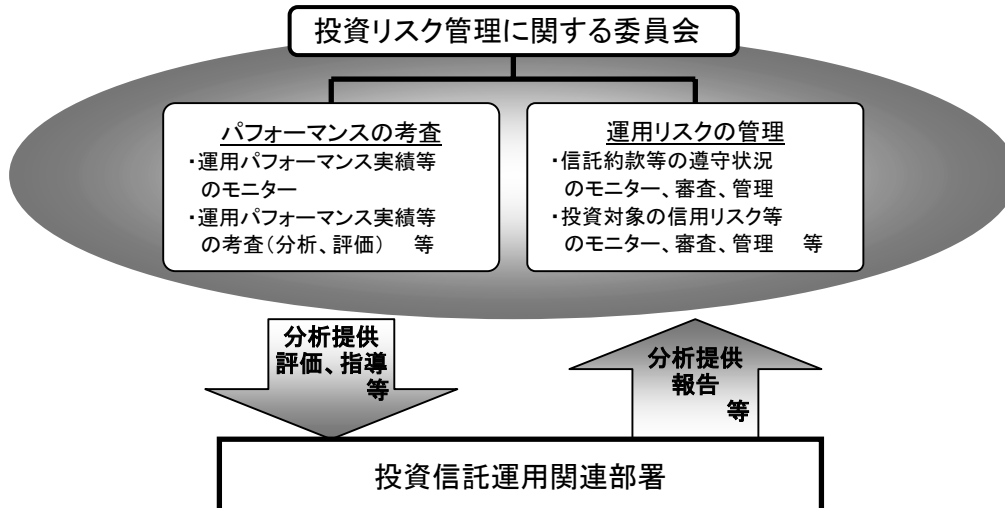 投資リスク管理に関する委員会
パフォーマンスの考査
・運用パフォーマンス実績等
のモニター
・運用パフォーマンス実績等
の考査(分析、評価)　等
運用リスクの管理
・信託約款等の遵守状況
のモニター、審査、管理
・投資対象の信用リスク等
のモニター、審査、管理　等
分析提供
評価、指導
等
分析提供
報告
等
投資信託運用関連部署